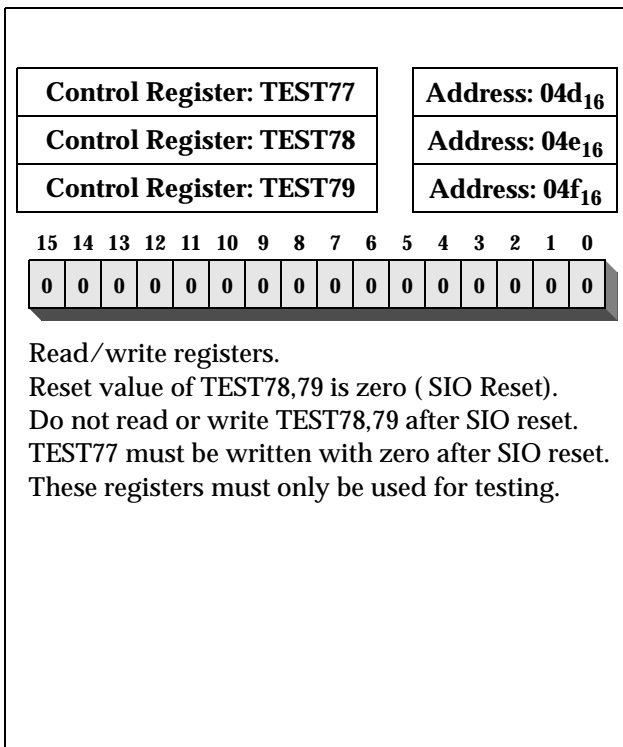 Control Register: TEST77 Address: 04d16
Control Register: TEST78 Address: 04e16
Control Register: TEST79 Address: 04f16
15 14 13 12 11 10 9 8 7 6 5 4 3 2 1 0
0 0 0 0 0 0 0 0 0 0 0 0 0 0 0 0
Read/write registers.
Reset value of TEST78,79 is zero ( SIO Reset).
Do not read or write TEST78,79 after SIO reset.
TEST77 must be written with zero after SIO reset.
These registers must only be used for testing.